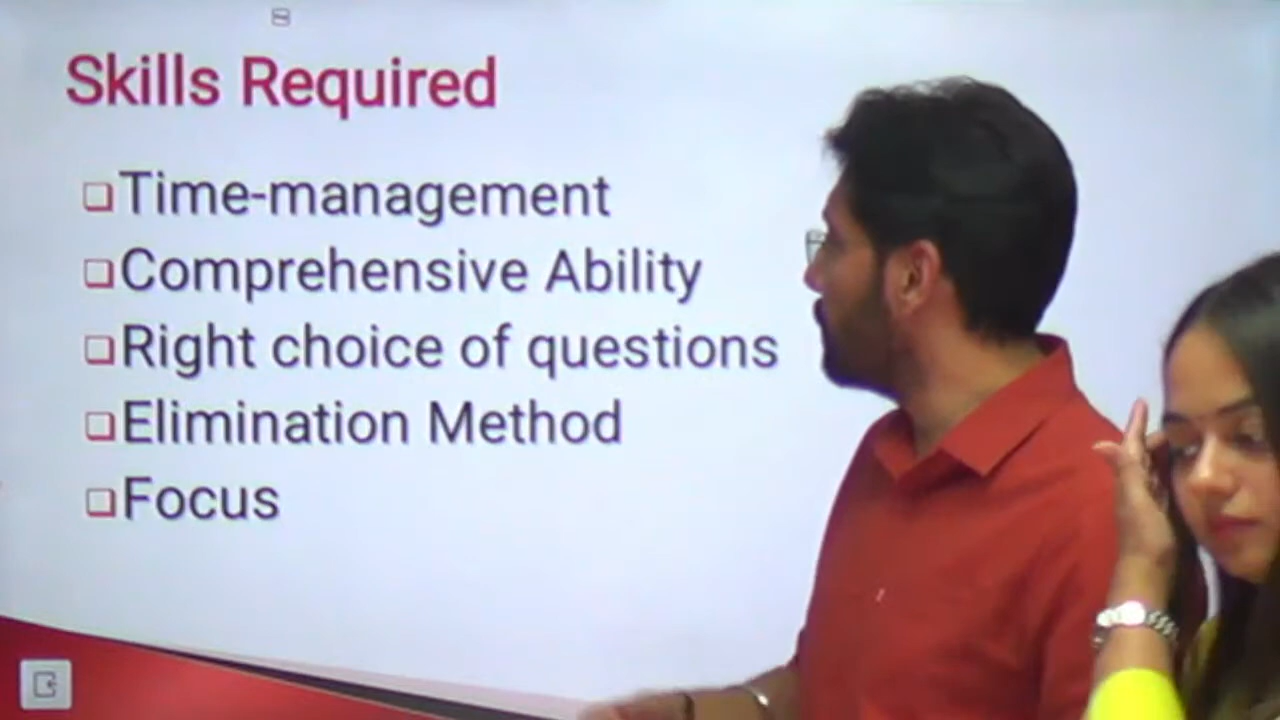 Skills Required
Time-management
Comprehensive Ability
Right choice of questions
Elimination Method
Focus